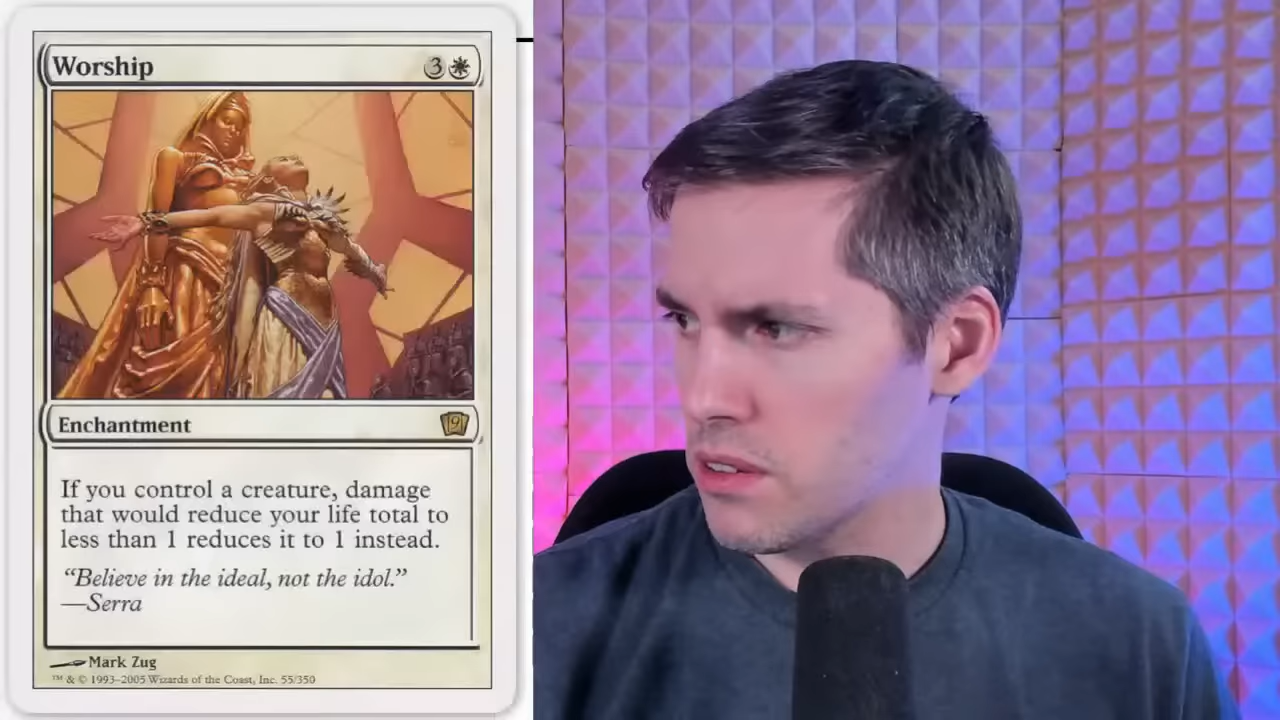 Worship
3
Enchantment
9
If you control a creature, damage
that would reduce your life total to
less than 1 reduces it to 1 instead.
“Believe in the ideal, not the idol.”
—Serra
Mark Zug
™ & © 1993–2005 Wizards of the Coast, Inc. 55/350